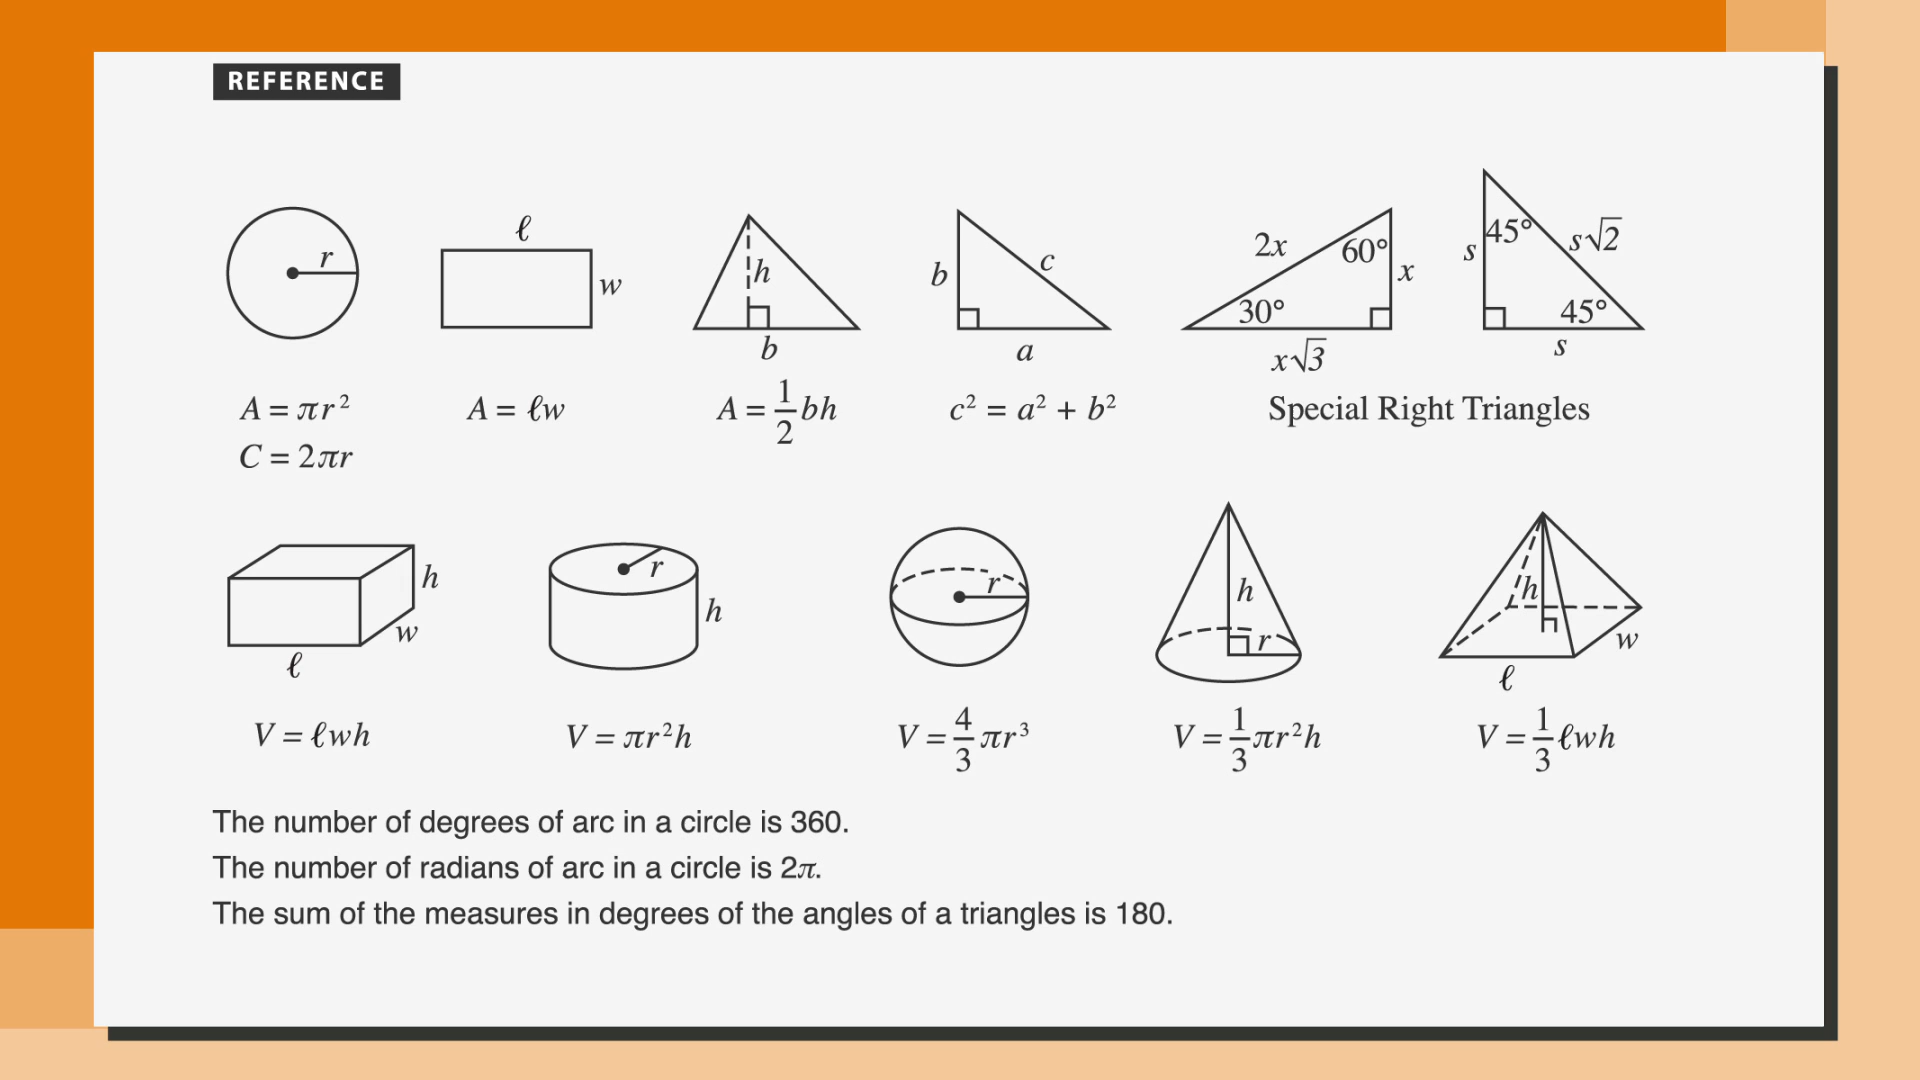 REFERENCE
r
ℓ
w
h
b
b
c
a
2x
60°
x
30°
x√3
45°
s
s√2
45°
s
A = πr²
C = 2πr
A = ℓw
A = 1/2 bh
c² = a² + b²
Special Right Triangles
h
w
ℓ
r
h
r
h
r
h
w
ℓ
V = ℓwh
V = πr²h
V = 4/3 πr³
V = 1/3 πr²h
V = 1/3 ℓwh
The number of degrees of arc in a circle is 360.
The number of radians of arc in a circle is 2π.
The sum of the measures in degrees of the angles of a triangles is 180.